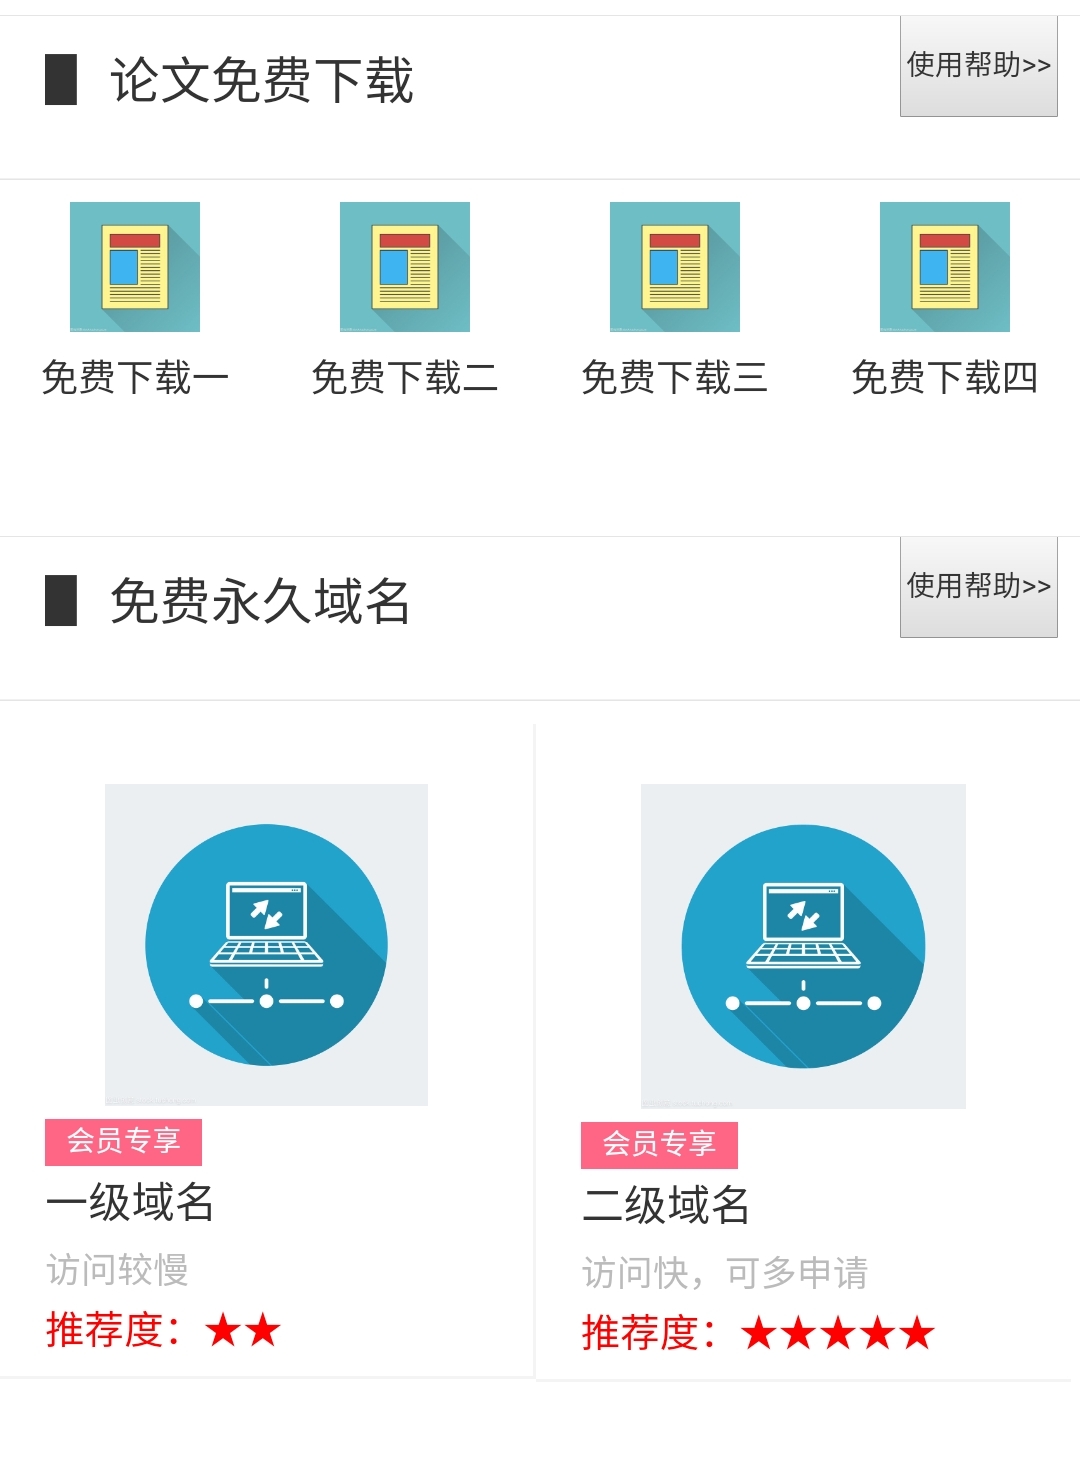 论文免费下载
使用帮助>>
免费下载一
免费下载二
免费下载三
免费下载四
免费永久域名
使用帮助>>
会员专享
一级域名
访问较慢
推荐度：★★
会员专享
二级域名
访问快，可多申请
推荐度：★★★★★